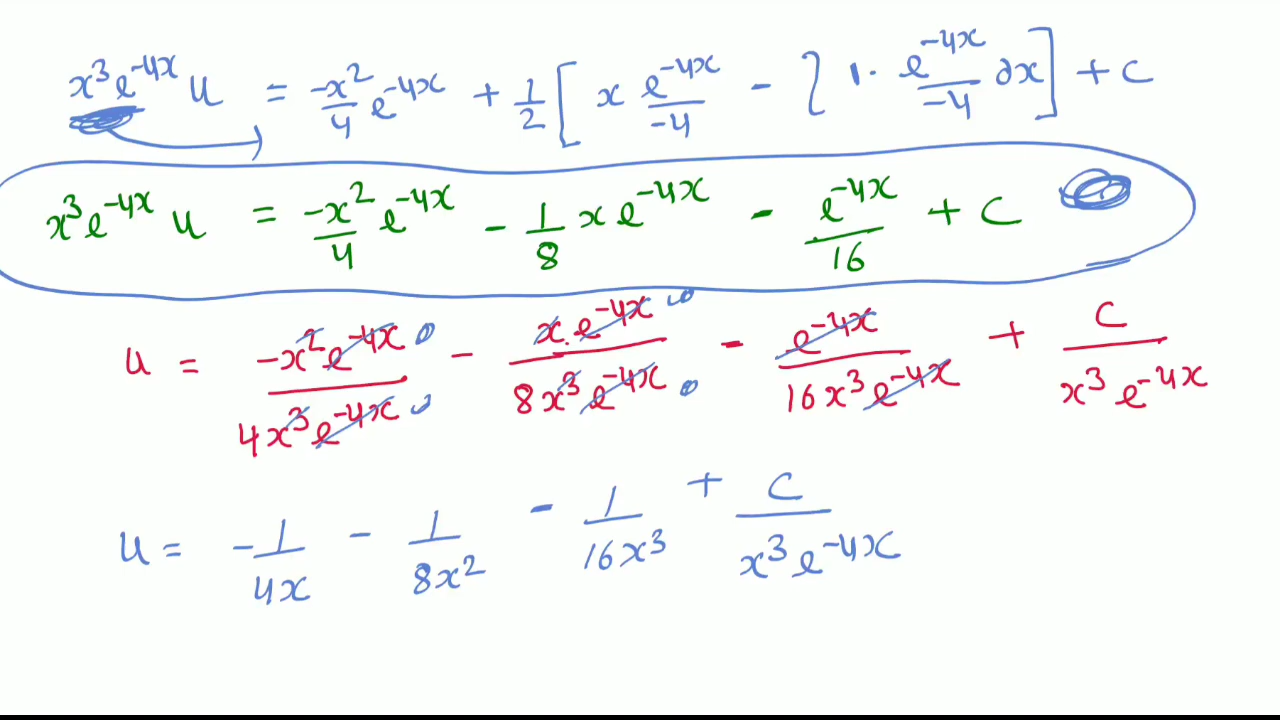 x³e⁻⁴ˣ u = -x²/4 e⁻⁴ˣ + 1/2 [ x e⁻⁴ˣ/-4 - ∫ 1. e⁻⁴ˣ/-4 dx ] + C
x³e⁻⁴ˣ u = -x²/4 e⁻⁴ˣ - 1/8 x e⁻⁴ˣ - e⁻⁴ˣ/16 + C
u = -x²e⁻⁴ˣ/4x³e⁻⁴ˣ - x.e⁻⁴ˣ/8x³e⁻⁴ˣ - e⁻⁴ˣ/16x³e⁻⁴ˣ + C/x³e⁻⁴ˣ
u = -1/4x - 1/8x² - 1/16x³ + C/x³e⁻⁴ˣ